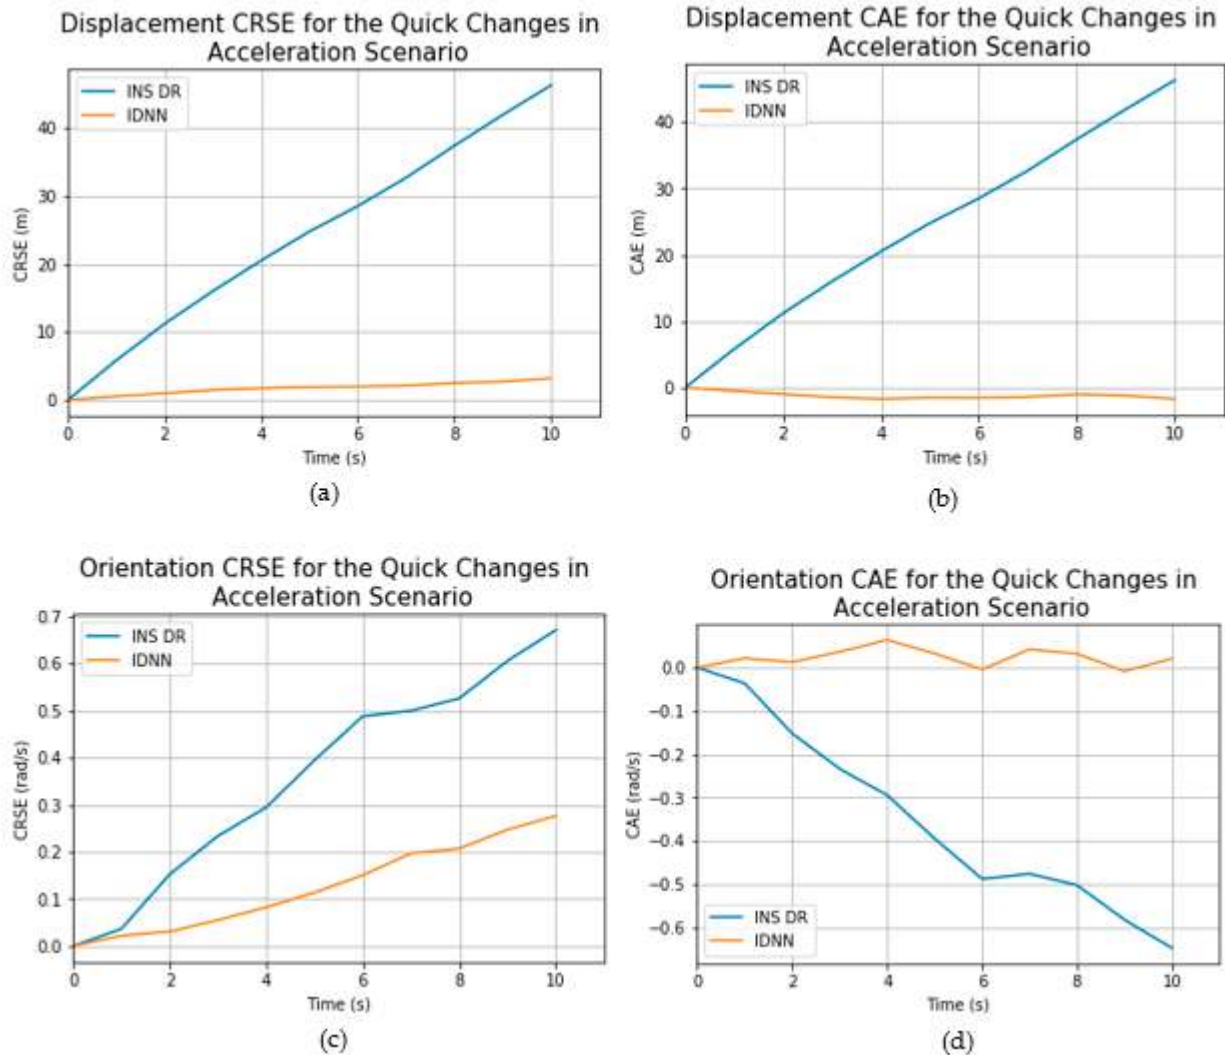 Displacement CRSE for the Quick Changes in
Acceleration Scenario
INS DR
IDNN
40
30
20
10
0
CRSE (m)
0 2 4 6 8 10
Time (s)
(a)
Displacement CAE for the Quick Changes in
Acceleration Scenario
INS DR
IDNN
40
30
20
10
0
CAE (m)
0 2 4 6 8 10
Time (s)
(b)
Orientation CRSE for the Quick Changes in
Acceleration Scenario
INS DR
IDNN
0.7
0.6
0.5
0.4
0.3
0.2
0.1
0.0
CRSE (rad/s)
0 2 4 6 8 10
Time (s)
(c)
Orientation CAE for the Quick Changes in
Acceleration Scenario
0.0
−0.1
−0.2
−0.3
−0.4
−0.5
−0.6
CAE (rad/s)
INS DR
IDNN
0 2 4 6 8 10
Time (s)
(d)